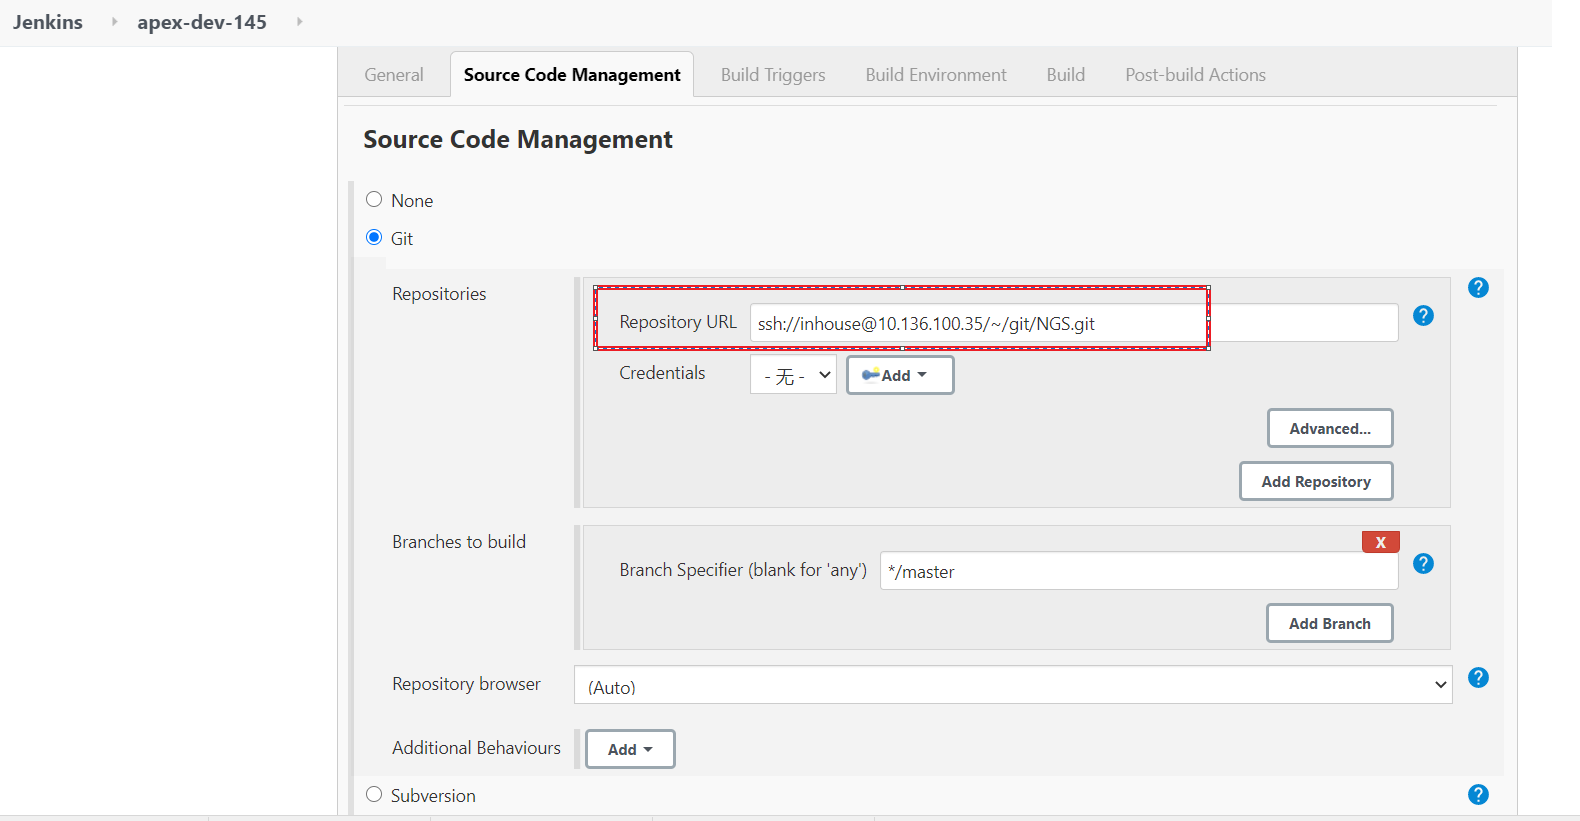 Jenkins apex-dev-145
General Source Code Management Build Triggers Build Environment Build Post-build Actions
Source Code Management
None
Git
Repositories
Repository URL ssh://inhouse@10.136.100.35/~/git/NGS.git
Credentials - 无 - Add
Advanced...
Add Repository
Branches to build
X
Branch Specifier (blank for 'any') */master
Add Branch
Repository browser (Auto)
Additional Behaviours Add
Subversion